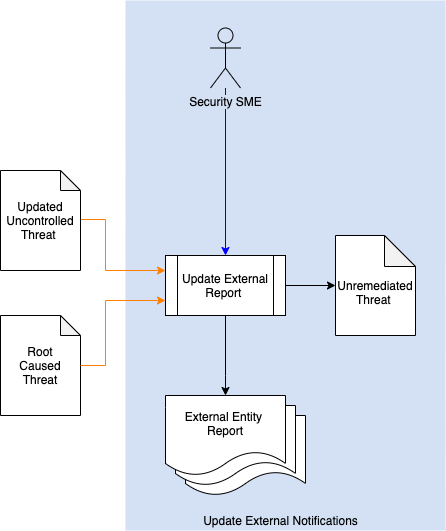 Security SME
Updated
Uncontrolled
Threat
Update External
Report
Unremediated
Threat
Root
Caused
Threat
External Entity
Report
Update External Notifications